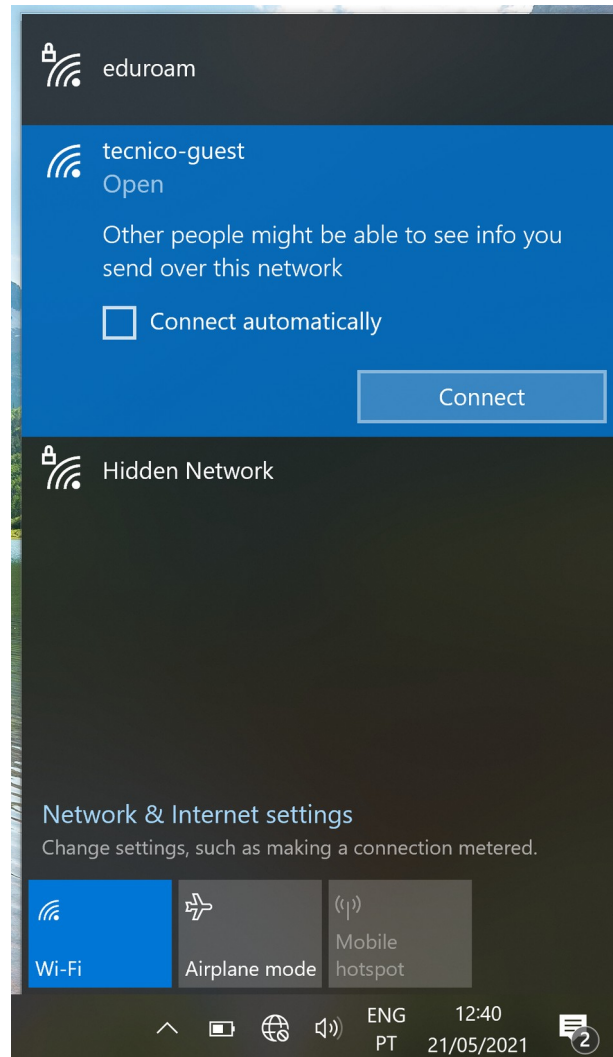 eduroam
tecnico-guest
Open
Other people might be able to see info you
send over this network
Connect automatically
Connect
Hidden Network
Network & Internet settings
Change settings, such as making a connection metered.
Wi-Fi
Airplane mode
Mobile
hotspot
ENG
PT
12:40
21/05/2021
2